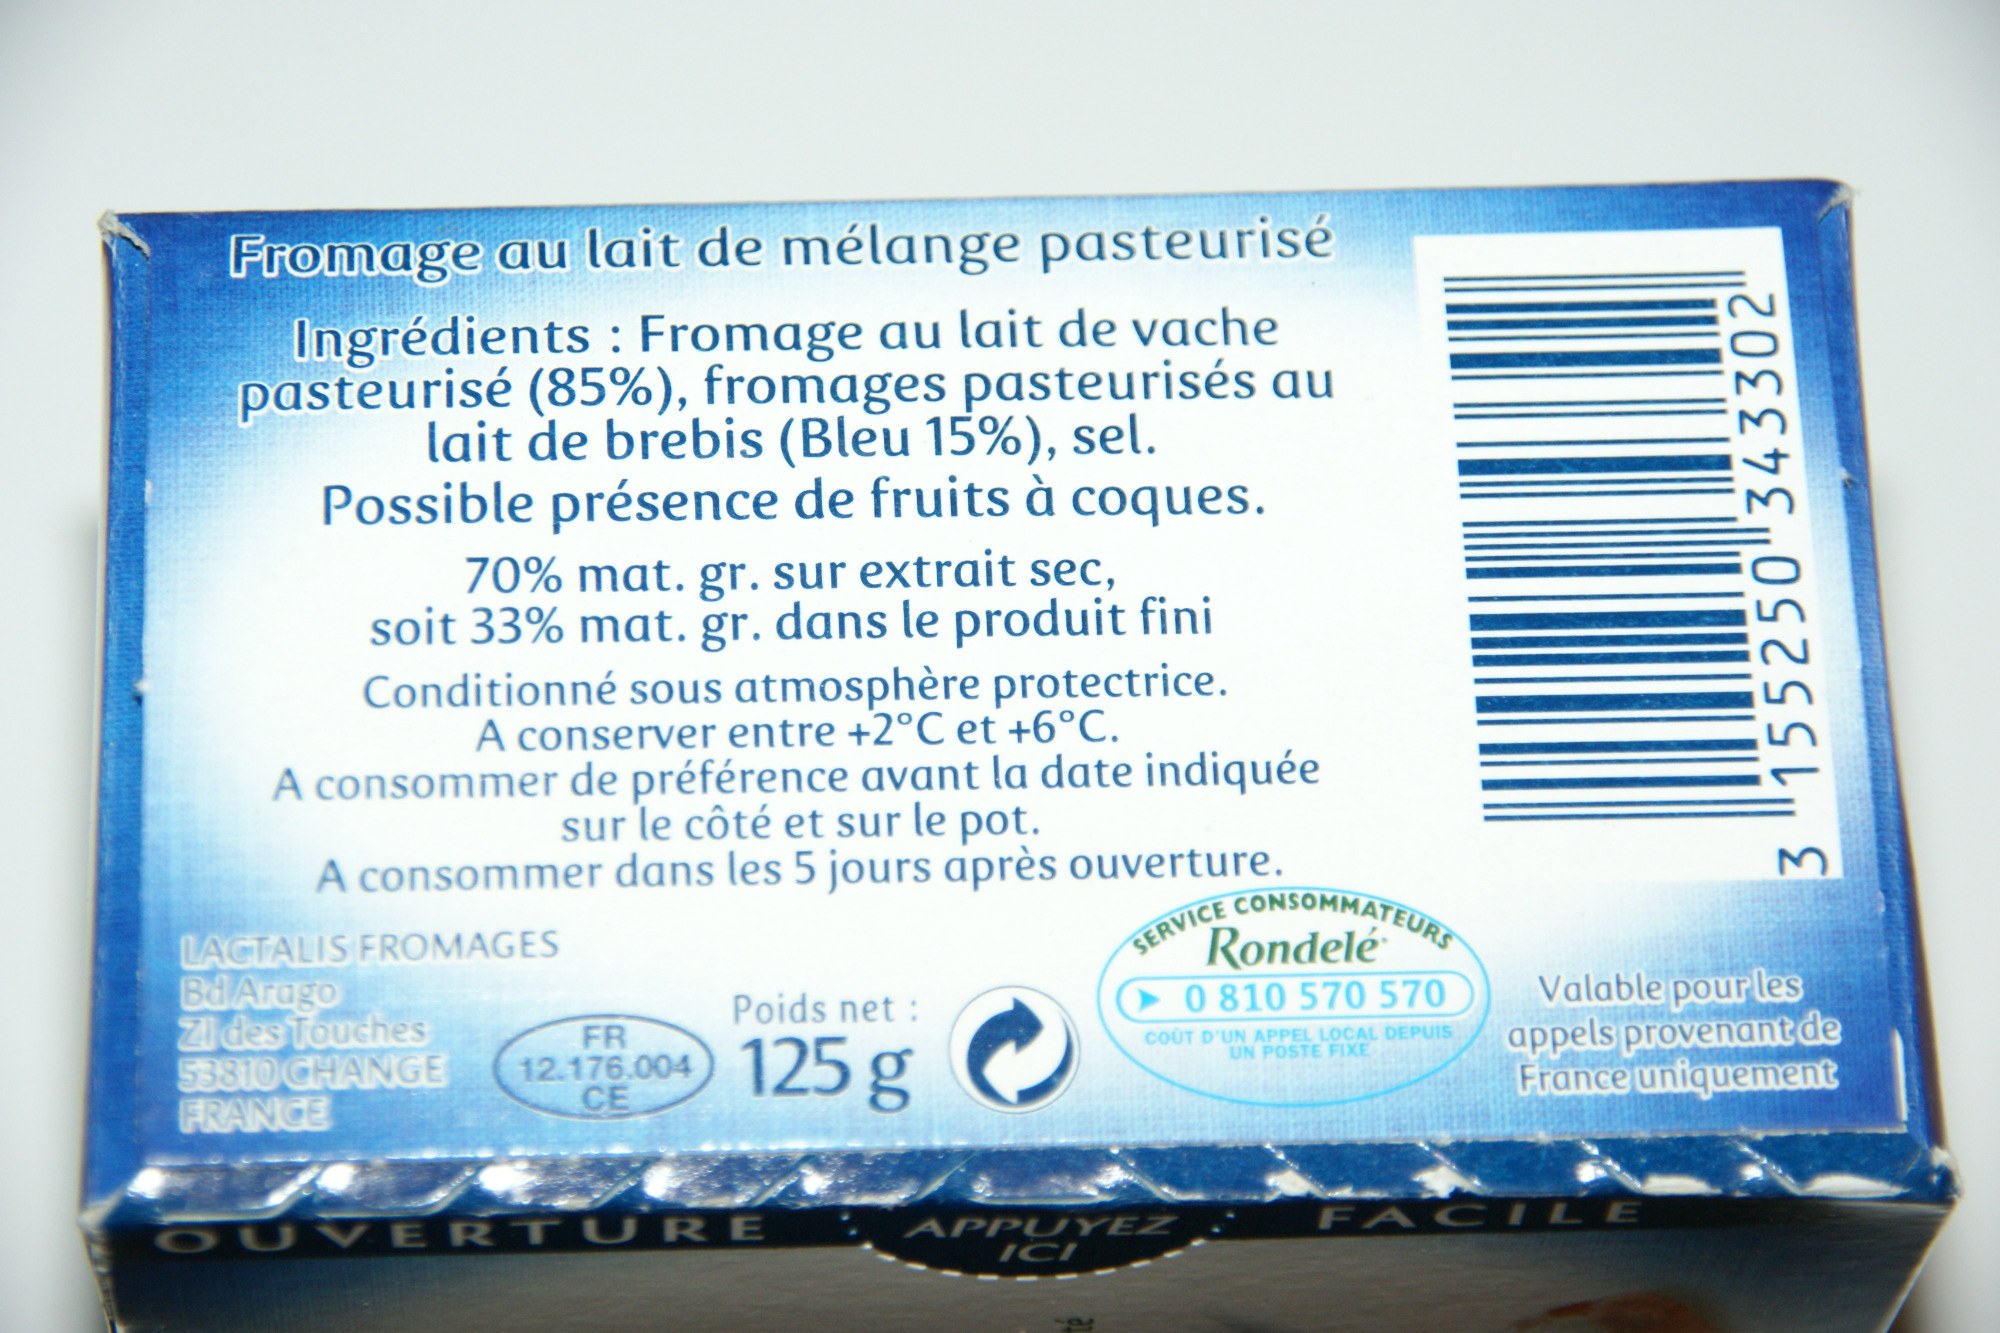 Fromage au lait de mélange pasteurisé
Ingrédients : Fromage au lait de vache
pasteurisé (85%), fromages pasteurisés au
lait de brebis (Bleu 15%), sel.
Possible présence de fruits à coques.
70% mat. gr. sur extrait sec,
soit 33% mat. gr. dans le produit fini
Conditionné sous atmosphère protectrice.
A conserver entre +2°C et +6°C.
A consommer de préférence avant la date indiquée
sur le côté et sur le pot.
A consommer dans les 5 jours après ouverture.
3 155250 343302
LACTALIS FROMAGES
Bd Arago
ZI des Touches
53810 CHANGE
FRANCE
FR
12.176.004
CE
Poids net :
125 g
SERVICE CONSOMMATEURS
Rondelé
0 810 570 570
COÛT D'UN APPEL LOCAL DEPUIS
UN POSTE FIXE
Valable pour les
appels provenant de
France uniquement
OUVERTURE
APPUYEZ
ICI
FACILE